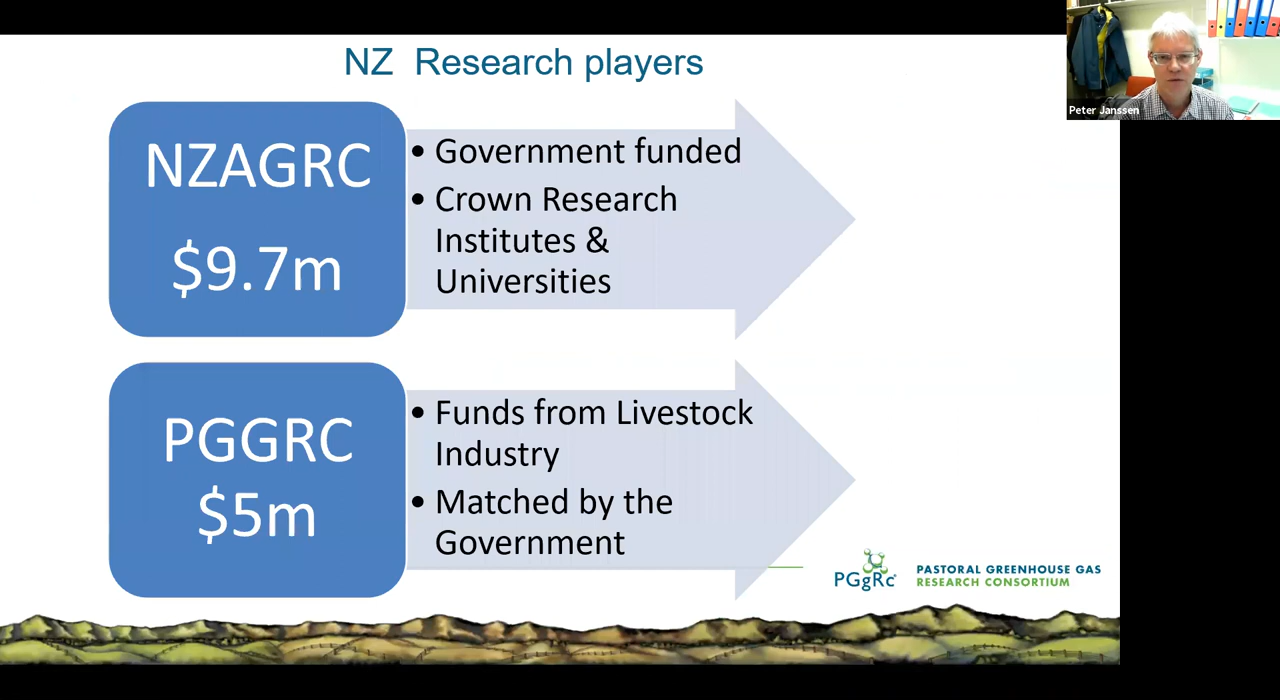 NZ Research players
Peter Janssen
NZAGRC
$9.7m
• Government funded
• Crown Research
Institutes &
Universities
PGGRC
$5m
• Funds from Livestock
Industry
• Matched by the
Government
PGgRc
PASTORAL GREENHOUSE GAS
RESEARCH CONSORTIUM